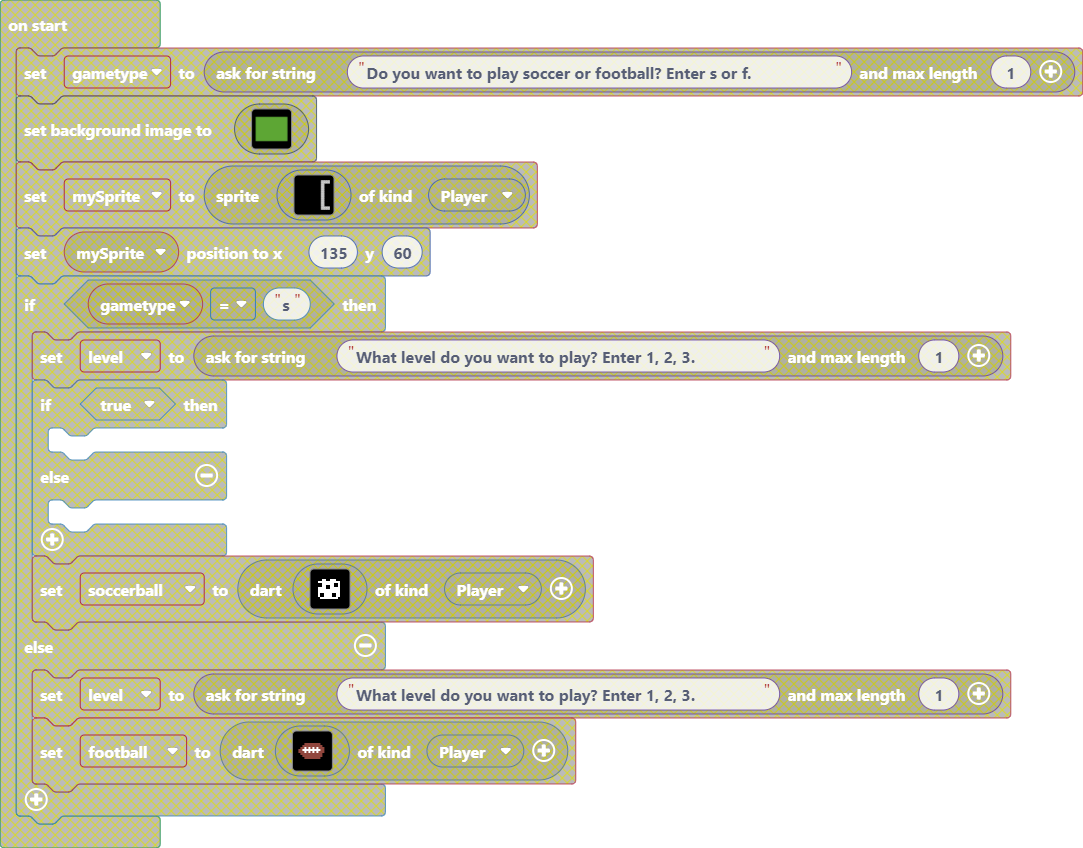 on start
set gametype to ask for string "Do you want to play soccer or football? Enter s or f. " and max length 1
set background image to
set mySprite to sprite [ of kind Player
set mySprite position to x 135 y 60
if gametype = "s" then
set level to ask for string "What level do you want to play? Enter 1, 2, 3. " and max length 1
if true then
else
set soccerball to dart of kind Player
else
set level to ask for string "What level do you want to play? Enter 1, 2, 3. " and max length 1
set football to dart of kind Player